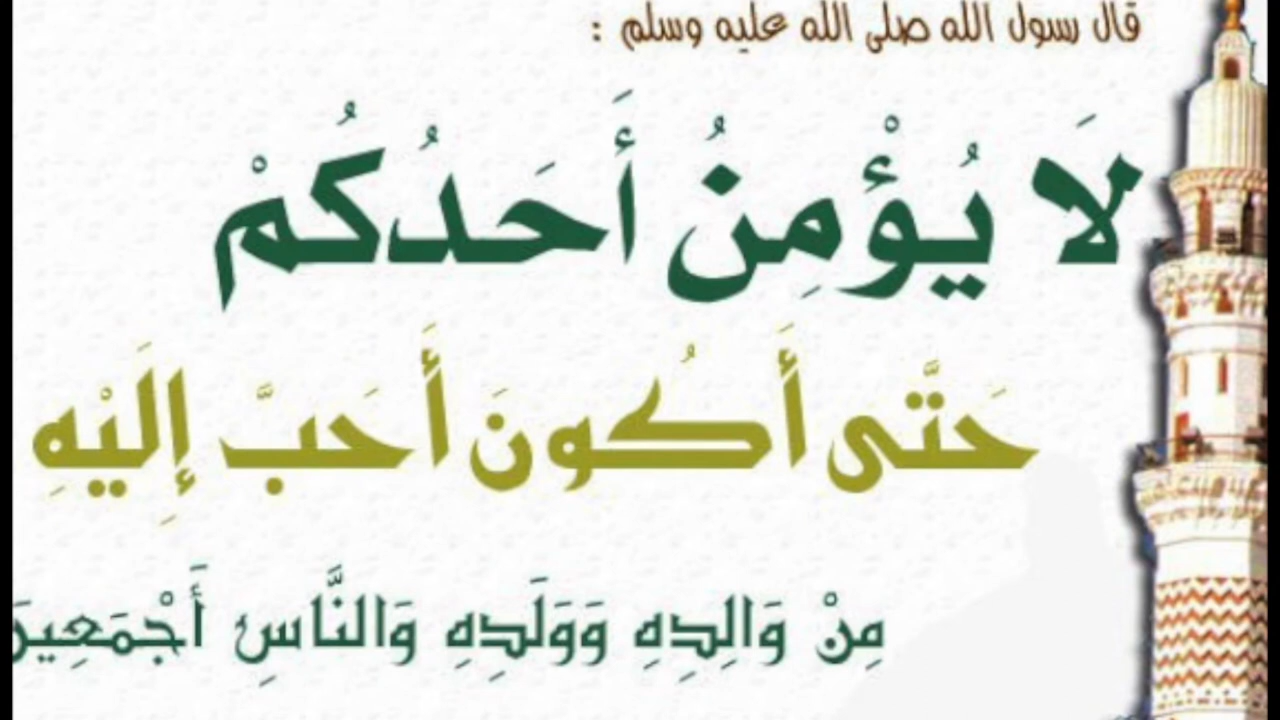 قال رسول الله صلى الله عليه وسلم :
لَا يُؤْمِنُ أَحَدُكُمْ
حَتَّى أَكُونَ أَحَبَّ إِلَيْهِ
مِنْ وَالِدِهِ وَوَلَدِهِ وَالنَّاسِ أَجْمَعِينَ